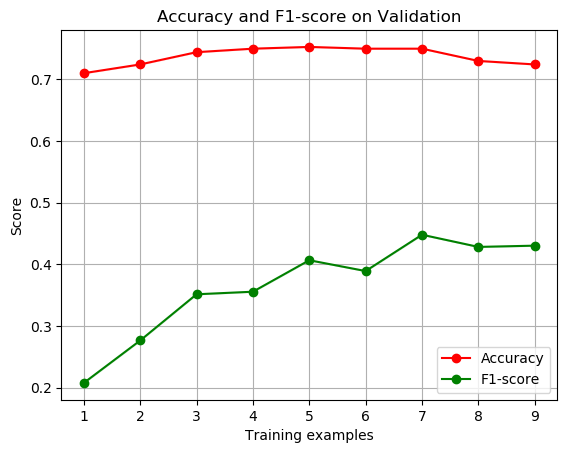 Accuracy and F1-score on Validation
Score
0.7
0.6
0.5
0.4
0.3
0.2
Accuracy
F1-score
1 2 3 4 5 6 7 8 9
Training examples